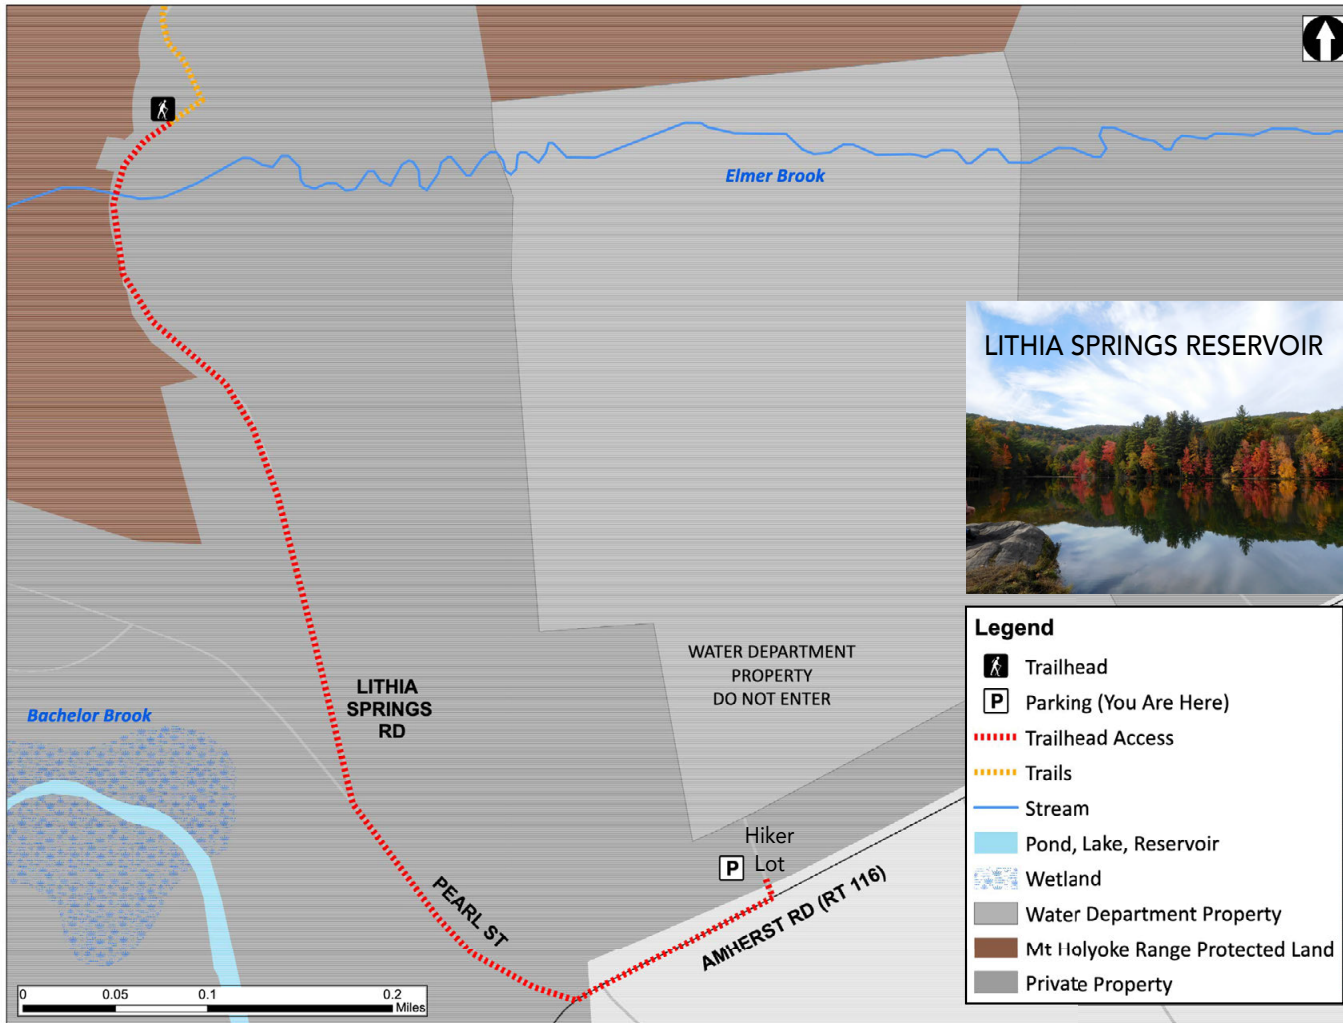 Elmer Brook
LITHIA SPRINGS RESERVOIR
WATER DEPARTMENT
PROPERTY
DO NOT ENTER
LITHIA
SPRINGS
RD
Bachelor Brook
Hiker
Lot
P
PEARL ST
AMHERST RD (RT 116)
0 0.05 0.1 0.2
Miles
Legend
Trailhead
P Parking (You Are Here)
Trailhead Access
Trails
Stream
Pond, Lake, Reservoir
Wetland
Water Department Property
Mt Holyoke Range Protected Land
Private Property